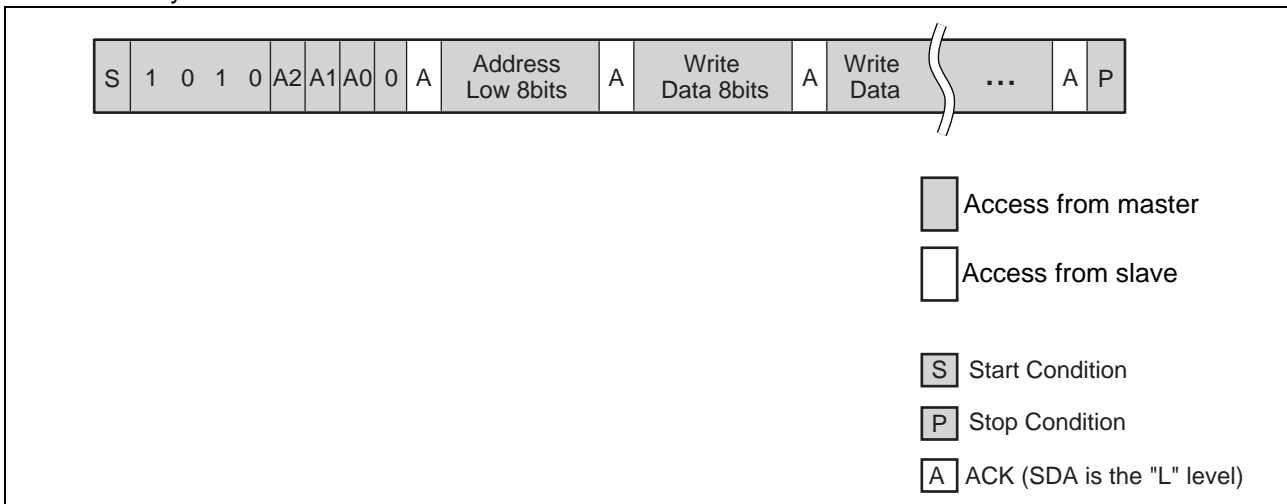 S 1 0 1 0 A2 A1 A0 0 A Address Low 8bits A Write Data 8bits A Write Data ... A P
Access from master
Access from slave
S Start Condition
P Stop Condition
A ACK (SDA is the "L" level)